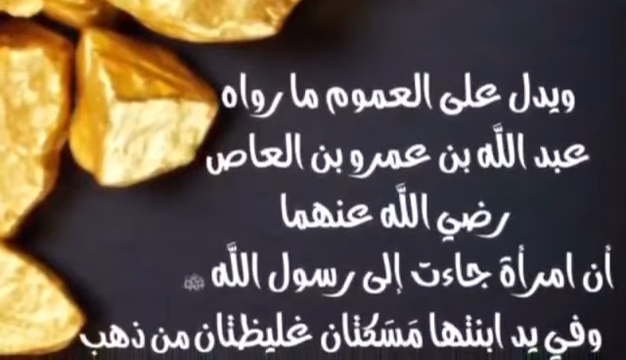 ويدل على العموم ما رواه
عبد الله بن عمرو بن العاص
رضي الله عنهما
أن امرأة جاءت إلى رسول الله ﷺ
وفي يد ابنتها مَسَكتان غليظتان من ذهب